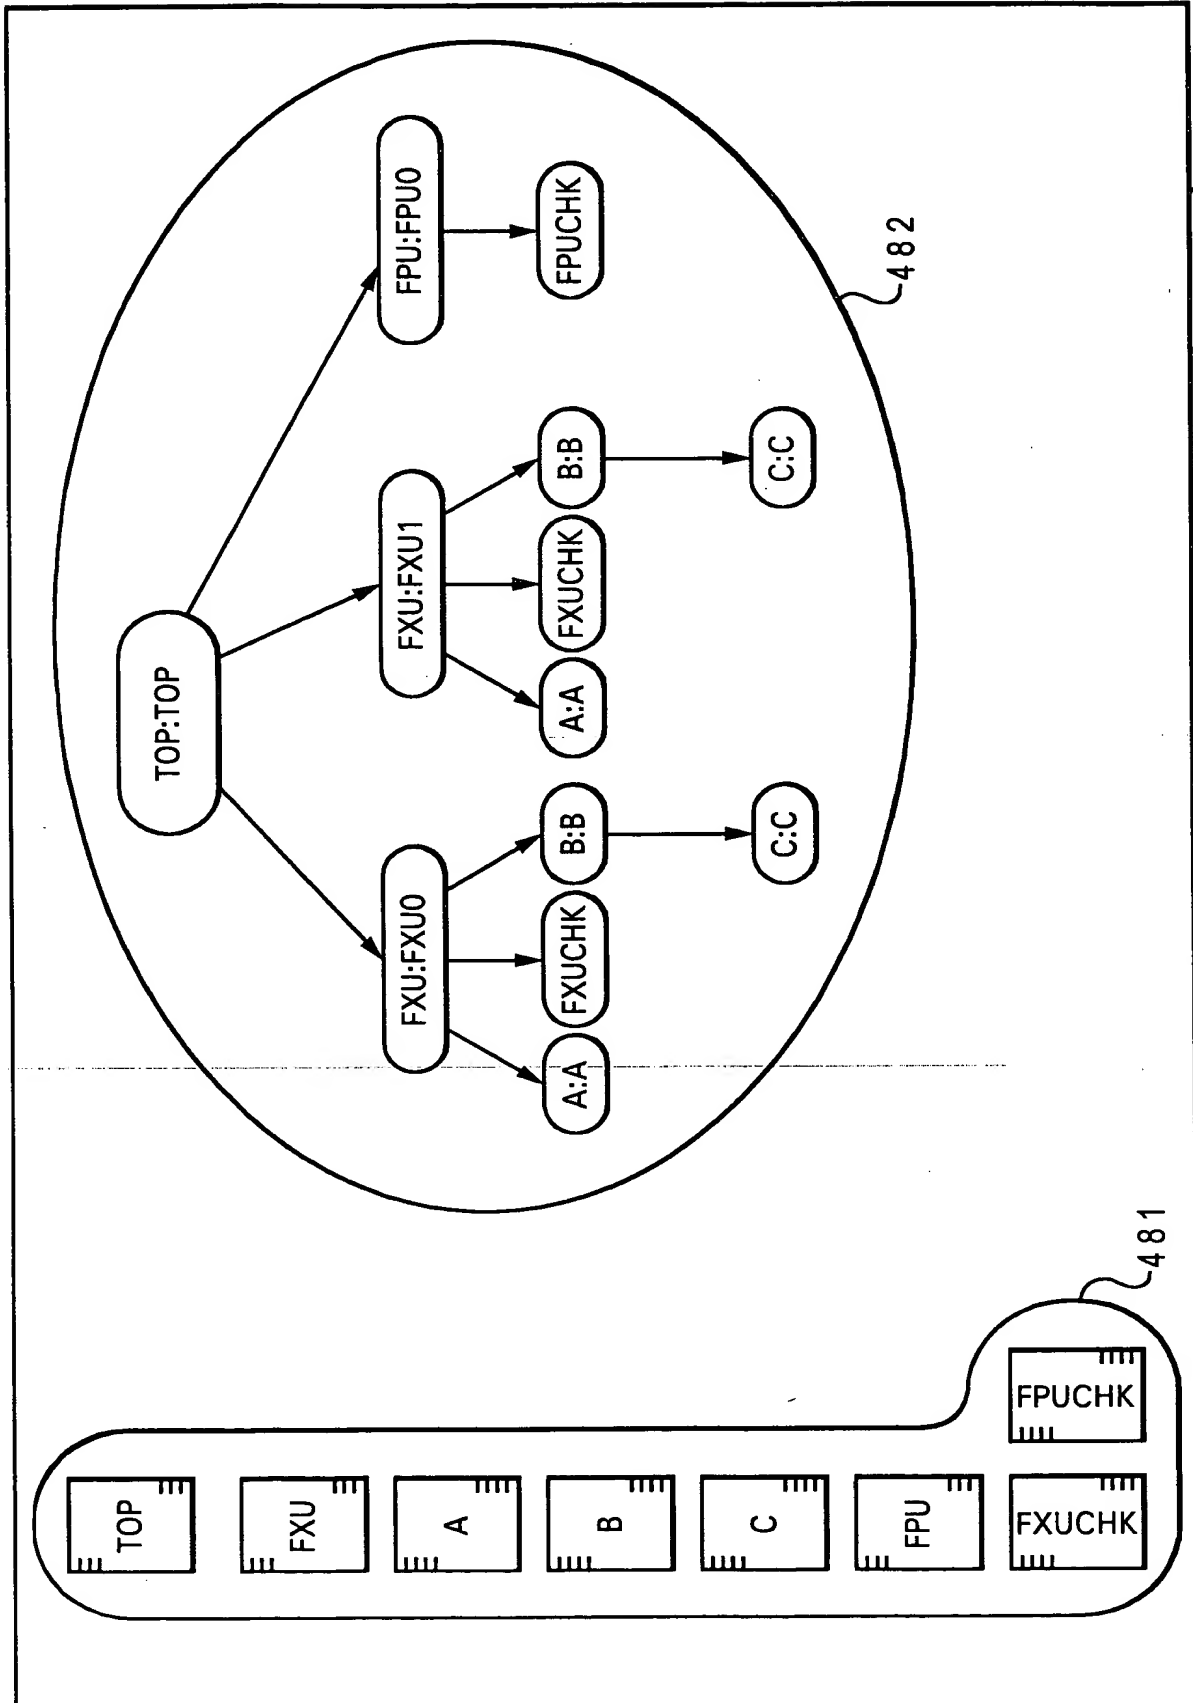 TOP
FXU
A
B
C
FPU
FXUCHK
FPUCHK
481
TOP:TOP
FXU:FXU0
FXU:FXU1
FPU:FPU0
A:A
FXUCHK
B:B
A:A
FXUCHK
B:B
FPUCHK
C:C
C:C
482